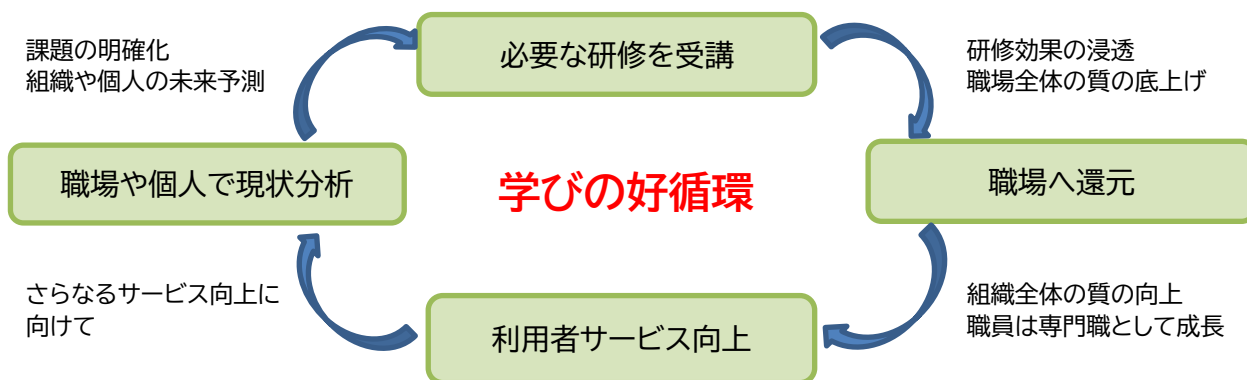 必要な研修を受講
課題の明確化
組織や個人の未来予測
研修効果の浸透
職場全体の質の底上げ
職場や個人で現状分析
学びの好循環
職場へ還元
さらなるサービス向上に
向けて
組織全体の質の向上
職員は専門職として成長
利用者サービス向上